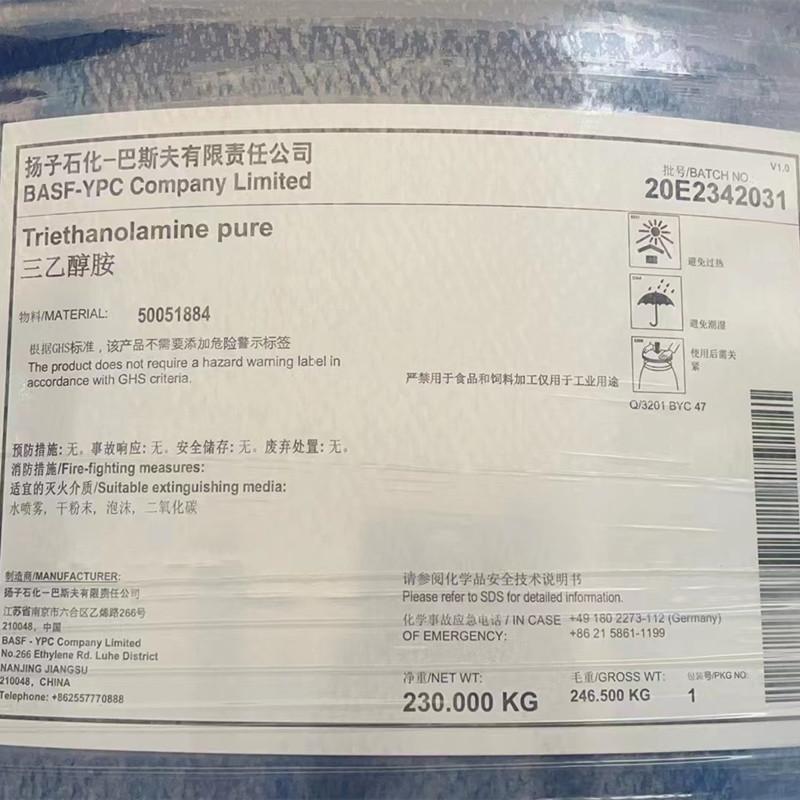 扬子石化-巴斯夫有限责任公司
BASF-YPC Company Limited
批号/BATCH NO.
V1.0
20E2342031
Triethanolamine pure
三乙醇胺
避免过热
物料/MATERIAL: 50051884
避免潮湿
根据GHS标准，该产品不需要添加危险警示标签
The product does not require a hazard warning label in
accordance with GHS criteria.
使用后需关
紧
严禁用于食品和饲料加工仅用于工业用途
Q/3201 BYC 47
预防措施: 无。事故响应: 无。安全储存: 无。废弃处置: 无。
消防措施/Fire-fighting measures:
适宜的灭火介质/Suitable extinguishing media:
水喷雾, 干粉末, 泡沫, 二氧化碳
制造商/MANUFACTURER:
扬子石化-巴斯夫有限责任公司
江苏省南京市六合区乙烯路266号
210048, 中国
BASF - YPC Company Limited
No.266 Ethylene Rd. Luhe District
NANJING JIANGSU
210048, CHINA
Telephone: +862557770888
请参阅化学品安全技术说明书
Please refer to SDS for detailed information.
化学事故应急电话 / IN CASE +49 180 2273-112 (Germany)
OF EMERGENCY: +86 21 5861-1199
净重/NET WT: 毛重/GROSS WT: 包装号/PKG NO:
230.000 KG 246.500 KG 1